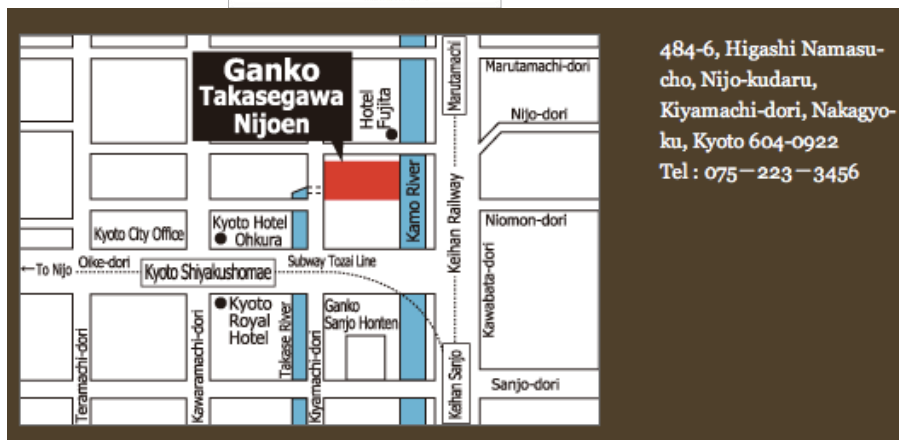 Ganko
Takasegawa
Nijoen
Hotel
Fujita
Marutamachi
Marutamachi-dori
Nijo-dori
Kamo River
Keihan Railway
Niomon-dori
Kyoto City Office
Kyoto Hotel
Ohkura
←To Nijo
Oike-dori
Kyoto Shiyakushomae
Subway Tozai Line
Kawabata-dori
Teramachi-dori
Kawaramachi-dori
Kyoto
Royal
Hotel
Takase River
Kiyamachi-dori
Ganko
Sanjo Honten
Keihan Sanjo
Sanjo-dori
484-6, Higashi Namasu-
cho, Nijo-kudaru,
Kiyamachi-dori, Nakagyo-
ku, Kyoto 604-0922
Tel : 075－223－3456